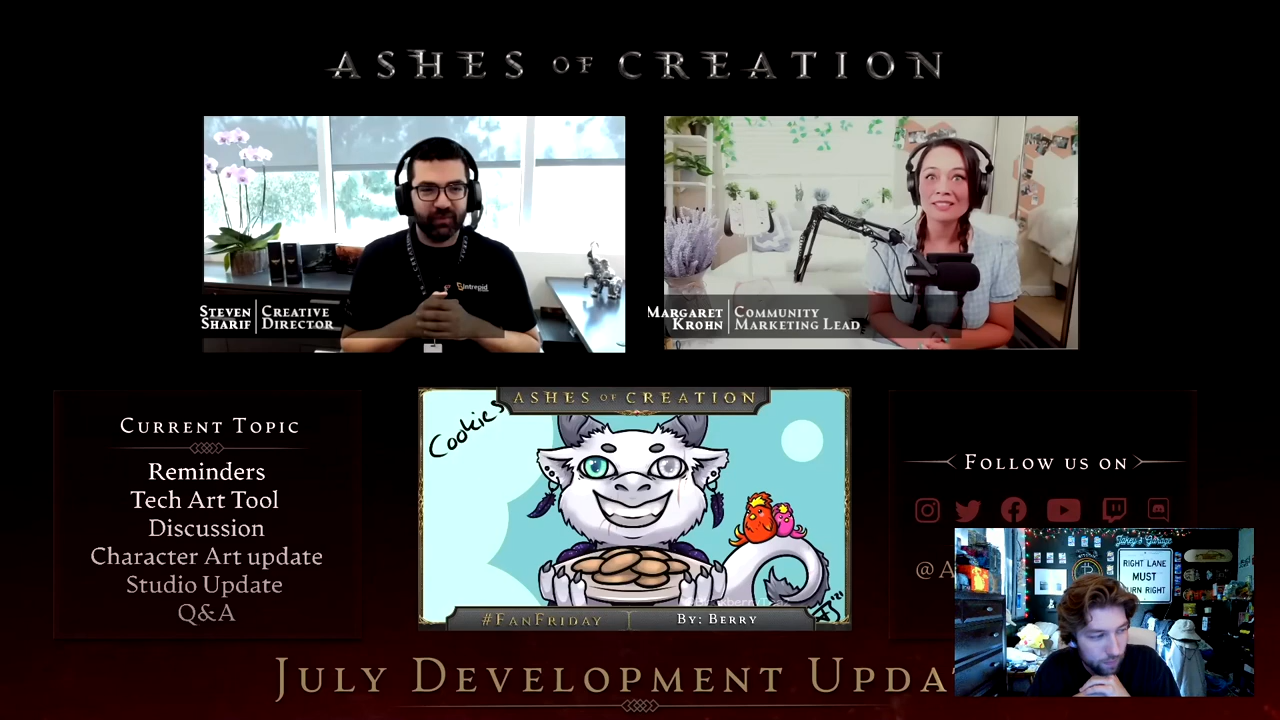 ASHES OF CREATION
intrepid
STEVEN SHARIF
CREATIVE DIRECTOR
MARGARET KROHN
COMMUNITY MARKETING LEAD
CURRENT TOPIC
Reminders
Tech Art Tool
Discussion
Character Art update
Studio Update
Q&A
ASHES OF CREATION
Cookies
#FANFRIDAY
BY: BERRY
FOLLOW US ON
@A
Jakey's Garage
RIGHT LANE
MUST
TURN RIGHT
JULY DEVELOPMENT UPDA